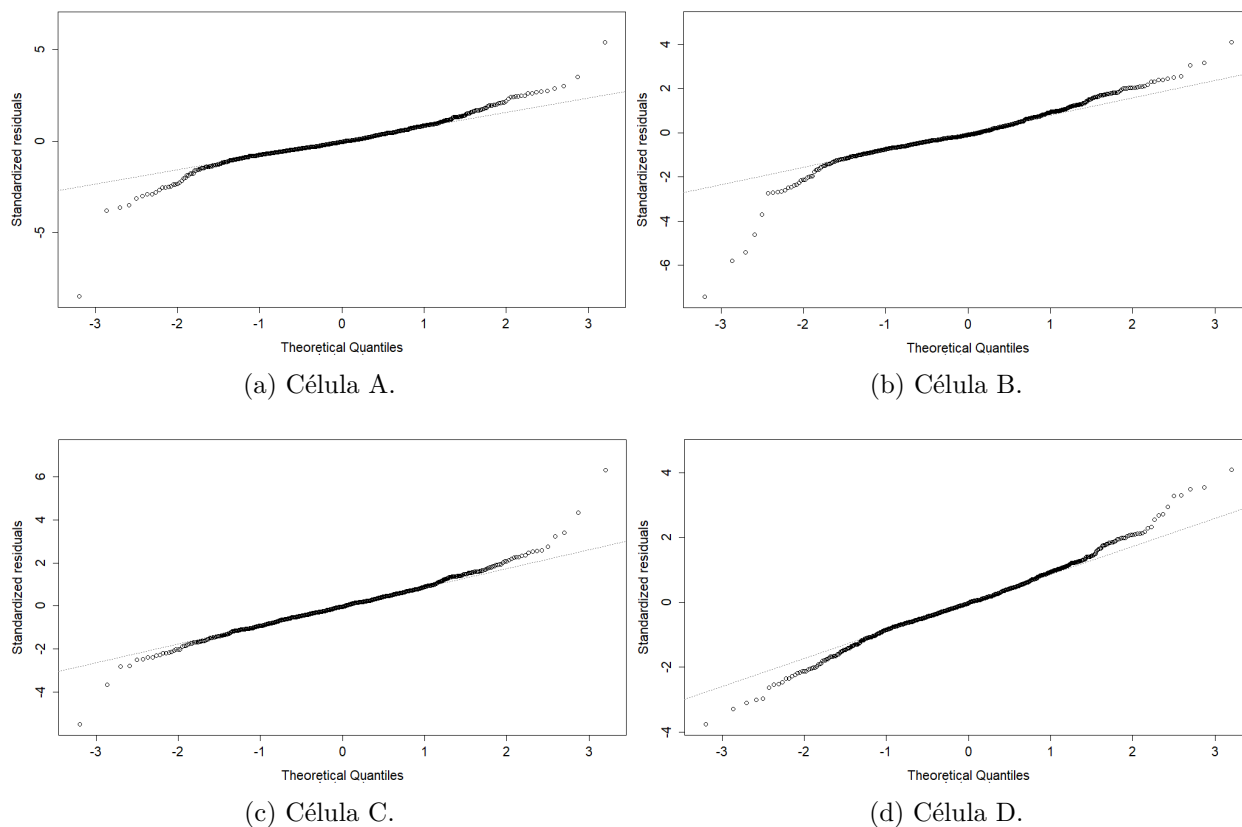 Standardized residuals
5
0
-5
-3 -2 -1 0 1 2 3
Theoretical Quantiles
(a) Célula A.
Standardized residuals
4
2
0
-2
-4
-6
-3 -2 -1 0 1 2 3
Theoretical Quantiles
(b) Célula B.
Standardized residuals
6
4
2
0
-2
-4
-3 -2 -1 0 1 2 3
Theoretical Quantiles
(c) Célula C.
Standardized residuals
4
2
0
-2
-4
-3 -2 -1 0 1 2 3
Theoretical Quantiles
(d) Célula D.